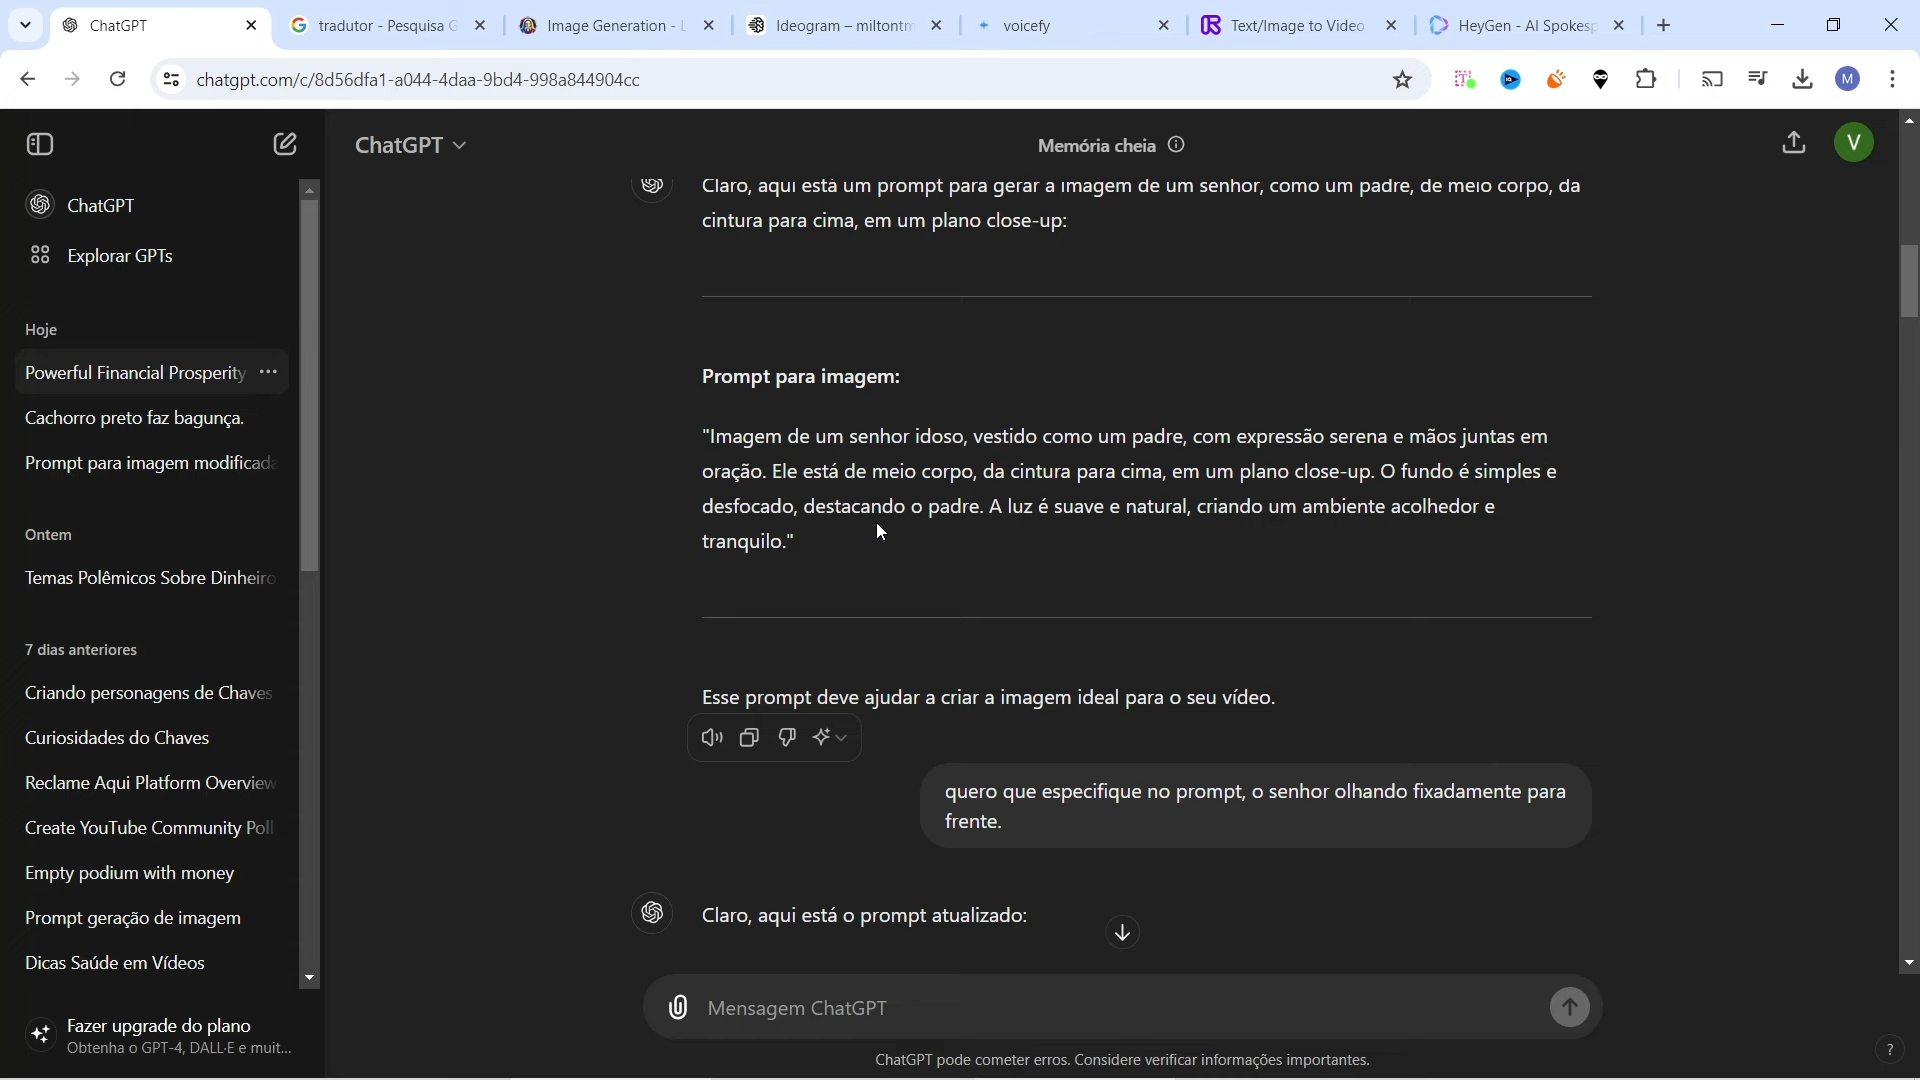 ChatGPT
tradutor - Pesquisa G
Image Generation - L
Ideogram – miltontm
voicefy
Text/Image to Video
HeyGen - AI Spokesp
chatgpt.com/c/8d56dfa1-a044-4daa-9bd4-998a844904cc
M
ChatGPT
Memória cheia
V
ChatGPT
Explorar GPTs
Hoje
Powerful Financial Prosperity
Cachorro preto faz bagunça.
Prompt para imagem modificada
Ontem
Temas Polêmicos Sobre Dinheiro
7 dias anteriores
Criando personagens de Chaves
Curiosidades do Chaves
Reclame Aqui Platform Overview
Create YouTube Community Poll
Empty podium with money
Prompt geração de imagem
Dicas Saúde em Vídeos
Fazer upgrade do plano
Obtenha o GPT-4, DALL·E e muit...
Claro, aqui está um prompt para gerar a imagem de um senhor, como um padre, de meio corpo, da
cintura para cima, em um plano close-up:
Prompt para imagem:
"Imagem de um senhor idoso, vestido como um padre, com expressão serena e mãos juntas em
oração. Ele está de meio corpo, da cintura para cima, em um plano close-up. O fundo é simples e
desfocado, destacando o padre. A luz é suave e natural, criando um ambiente acolhedor e
tranquilo."
Esse prompt deve ajudar a criar a imagem ideal para o seu vídeo.
quero que especifique no prompt, o senhor olhando fixadamente para
frente.
Claro, aqui está o prompt atualizado:
Mensagem ChatGPT
ChatGPT pode cometer erros. Considere verificar informações importantes.
?